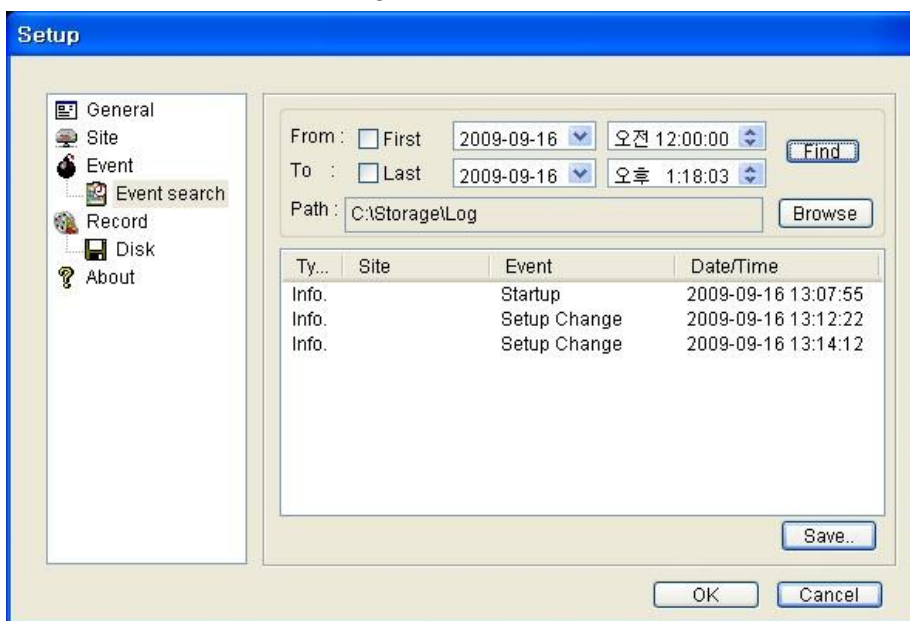 Setup
General
Site
Event
Event search
Record
Disk
About
From : First 2009-09-16 오전 12:00:00 Find
To : Last 2009-09-16 오후 1:18:03
Path : C:\Storage\Log Browse
Ty... Site Event Date/Time
Info. Startup 2009-09-16 13:07:55
Info. Setup Change 2009-09-16 13:12:22
Info. Setup Change 2009-09-16 13:14:12
Save..
OK Cancel